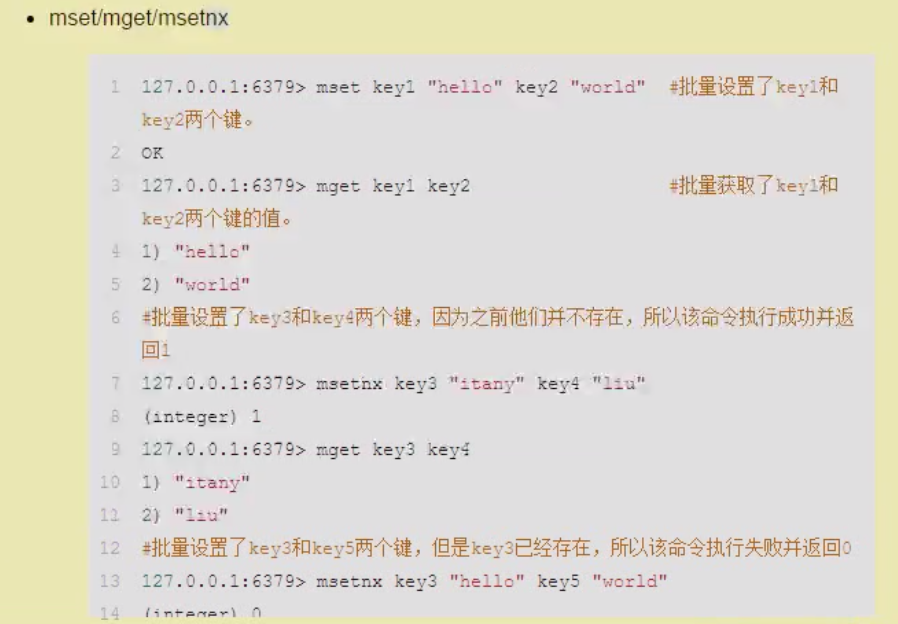 mset/mget/msetnx
1 127.0.0.1:6379> mset key1 "hello" key2 "world" #批量设置了key1和
key2两个键。
2 OK
3 127.0.0.1:6379> mget key1 key2 #批量获取了key1和
key2两个键的值。
4 1) "hello"
5 2) "world"
6 #批量设置了key3和key4两个键，因为之前他们并不存在，所以该命令执行成功并返
回1
7 127.0.0.1:6379> msetnx key3 "itany" key4 "liu"
8 (integer) 1
9 127.0.0.1:6379> mget key3 key4
10 1) "itany"
11 2) "liu"
12 #批量设置了key3和key5两个键，但是key3已经存在，所以该命令执行失败并返回0
13 127.0.0.1:6379> msetnx key3 "hello" key5 "world"
14 (integer) 0